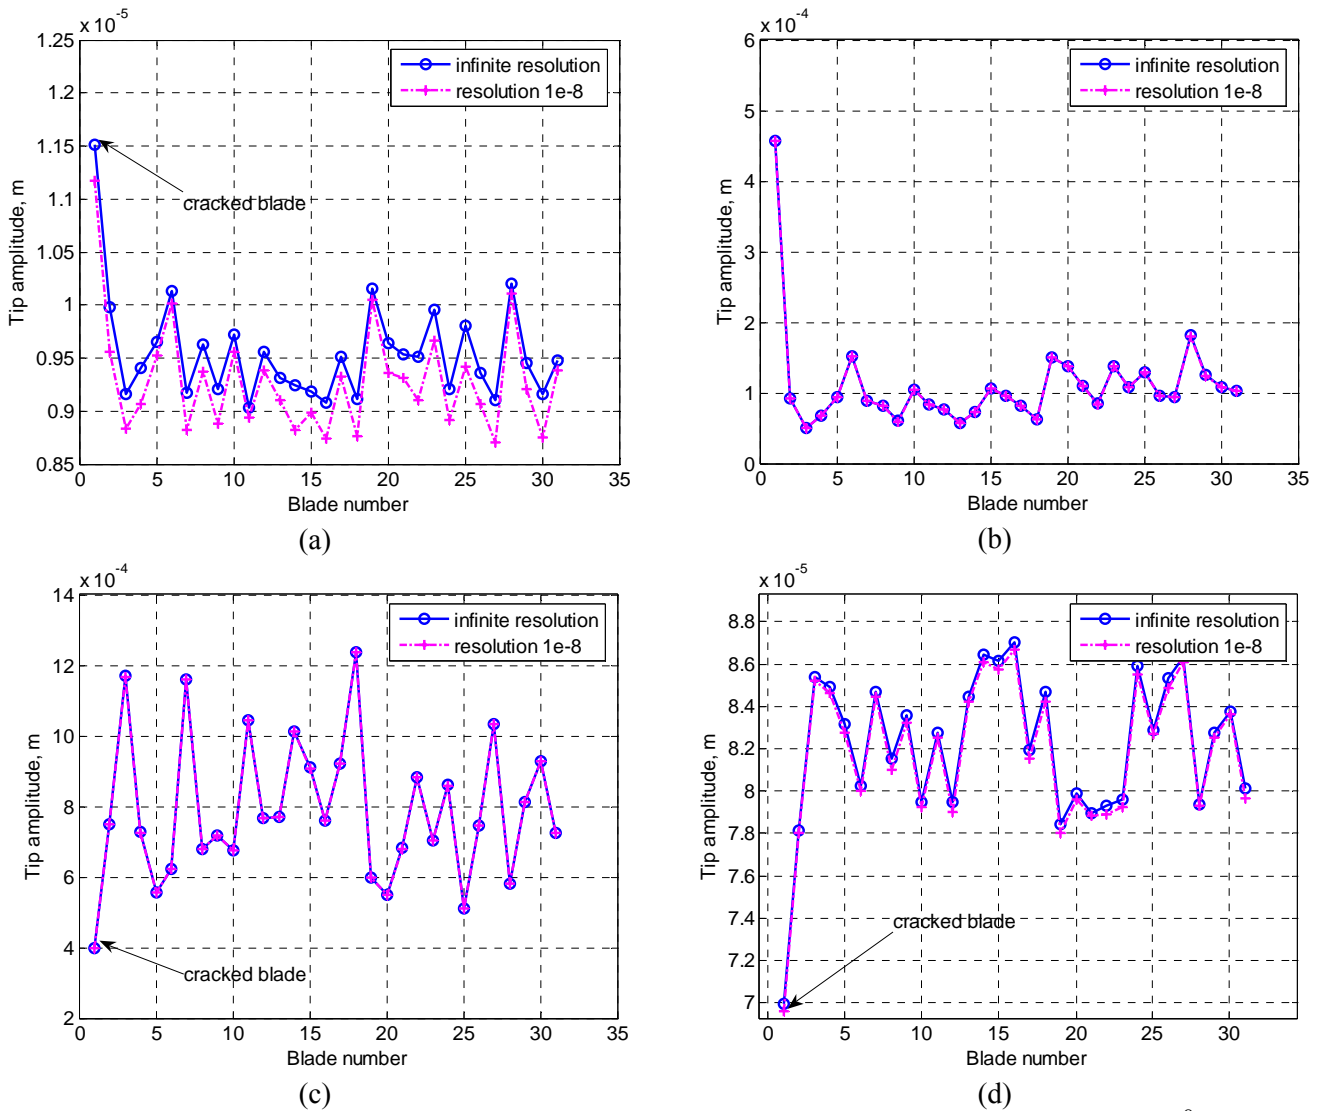 x 10^-5
1.25
1.2
1.15
1.1
1.05
1
0.95
0.9
0.85
0 5 10 15 20 25 30 35
Tip amplitude, m
Blade number
infinite resolution
resolution 1e-8
cracked blade
(a)
x 10^-4
6
5
4
3
2
1
0
0 5 10 15 20 25 30 35
Tip amplitude, m
Blade number
infinite resolution
resolution 1e-8
(b)
x 10^-4
14
12
10
8
6
4
2
0 5 10 15 20 25 30 35
Tip amplitude, m
Blade number
infinite resolution
resolution 1e-8
cracked blade
(c)
x 10^-5
8.8
8.6
8.4
8.2
8
7.8
7.6
7.4
7.2
7
0 5 10 15 20 25 30
Tip amplitude, m
Blade number
infinite resolution
resolution 1e-8
cracked blade
(d)